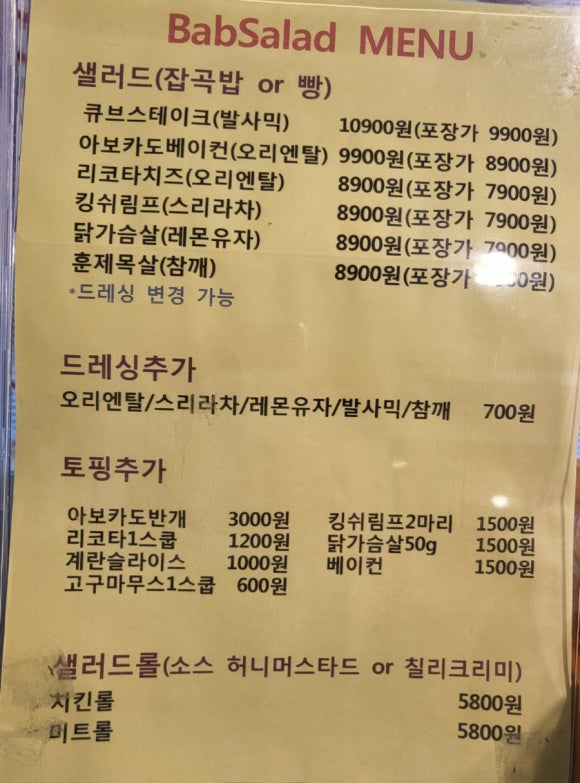 BabSalad MENU
샐러드(잡곡밥 or 빵)
큐브스테이크(발사믹) 10900원(포장가 9900원)
아보카도베이컨(오리엔탈) 9900원(포장가 8900원)
리코타치즈(오리엔탈) 8900원(포장가 7900원)
킹쉬림프(스리라차) 8900원(포장가 7900원)
닭가슴살(레몬유자) 8900원(포장가 7900원)
훈제목살(참깨) 8900원(포장가
*드레싱 변경 가능
드레싱추가
오리엔탈/스리라차/레몬유자/발사믹/참깨 700원
토핑추가
아보카도반개 3000원 킹쉬림프2마리 1500원
리코타1스쿱 1200원 닭가슴살50g 1500원
계란슬라이스 1000원 베이컨 1500원
고구마무스1스쿱 600원
샐러드롤(소스 허니머스타드 or 칠리크리미)
치킨롤 5800원
미트롤 5800원